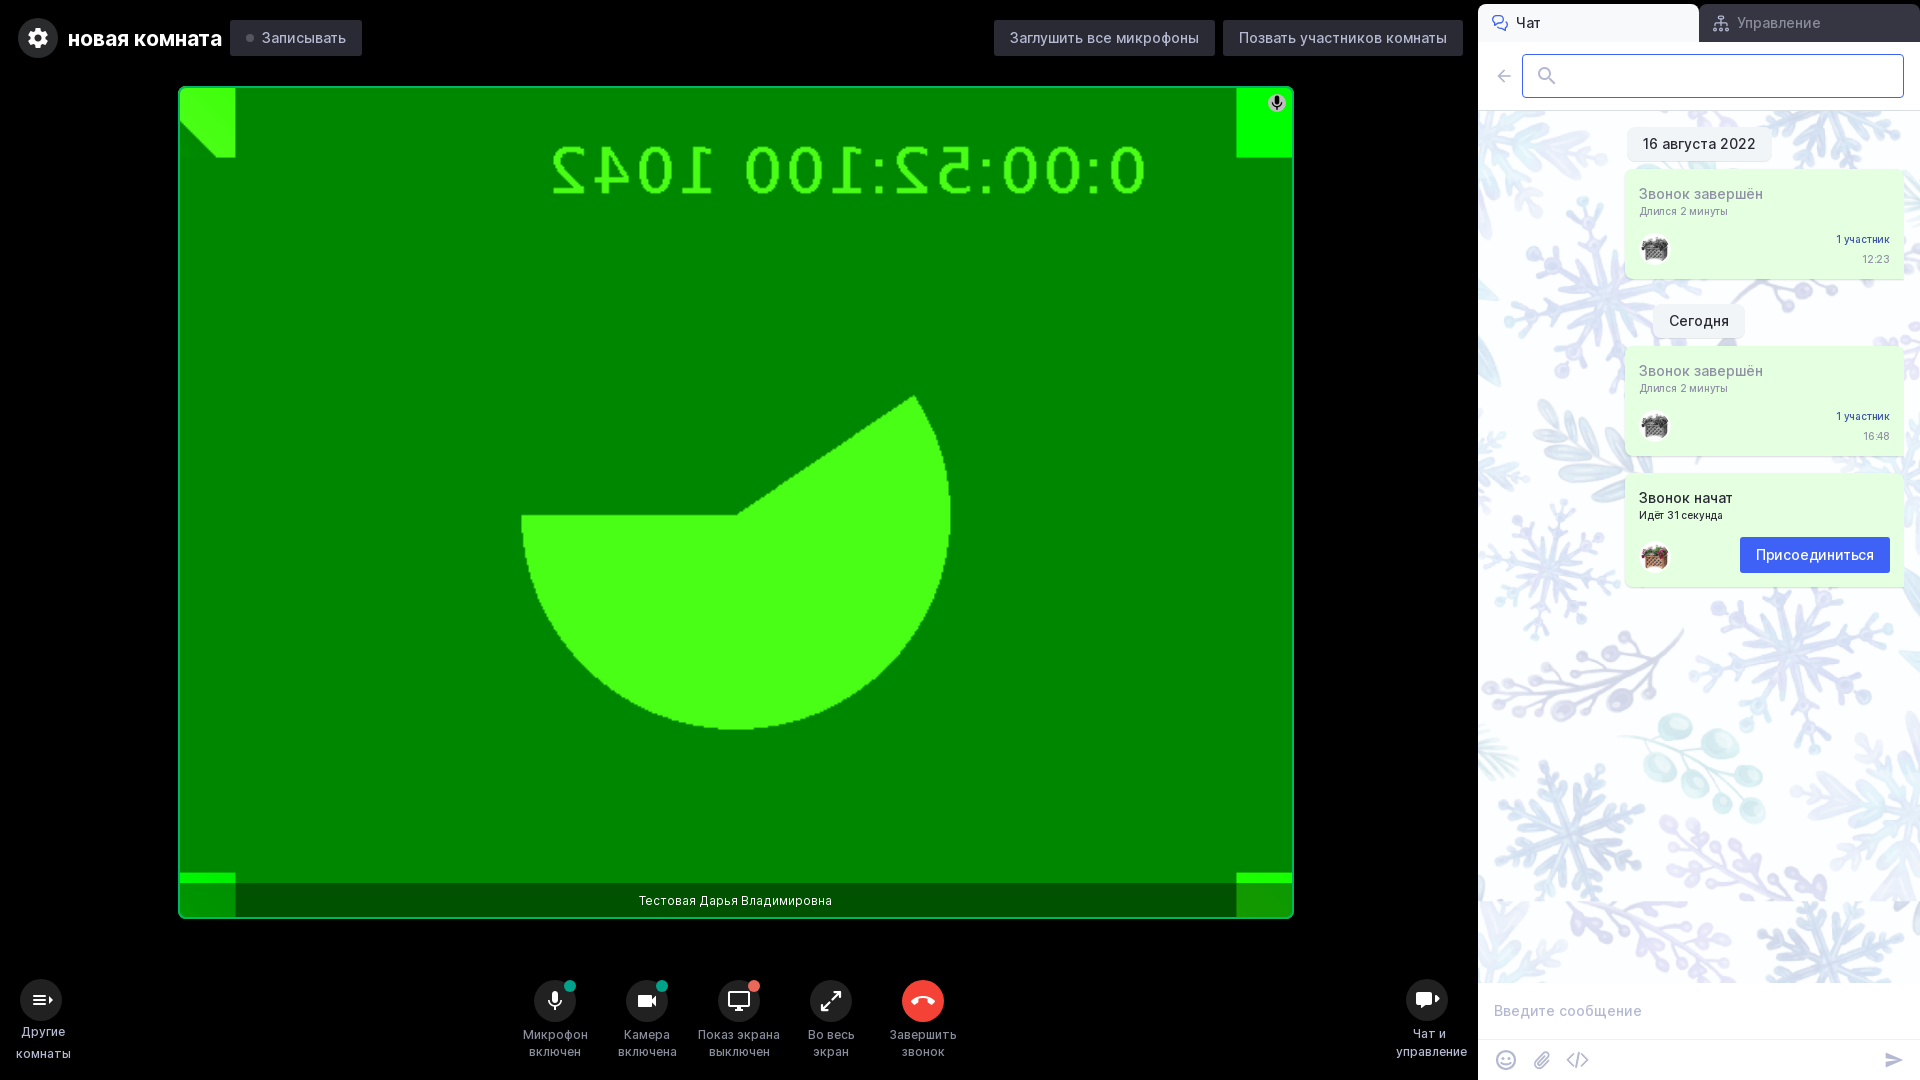 новая комната
Записывать
Заглушить все микрофоны
Позвать участников комнаты
Чат
Управление
0:00:52:100 1042
16 августа 2022
Звонок завершён
Длился 2 минуты
1 участник
12:23
Сегодня
Звонок завершён
Длился 2 минуты
1 участник
16:48
Звонок начат
Идёт 31 секунда
Присоединиться
Тестовая Дарья Владимировна
Другие
комнаты
Микрофон
включен
Камера
включена
Показ экрана
выключен
Во весь
экран
Завершить
звонок
Чат и
управление
Введите сообщение